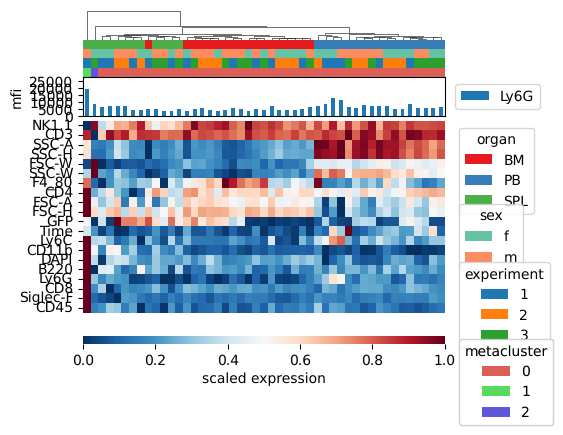 25000
20000
15000
10000
5000
0
mfi
Ly6G
NK1.1
CD3
SSC-A
SSC-H
FSC-W
SSC-W
F4_80
CD4
FSC-A
FSC-H
GFP
Time
Ly6C
CD11b
DAPI
B220
Ly6G
CD8
Siglec-F
CD45
organ
BM
PB
SPL
sex
f
m
experiment
1
2
3
metacluster
0
1
2
0.0 0.2 0.4 0.6 0.8 1.0
scaled expression